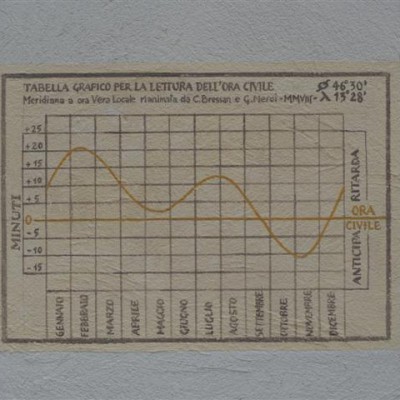 TABELLA GRAFICO PER LA LETTURA DELL'ORA CIVILE
Meridiana a ora Vera Locale rianimata da C. Bressan e G. Nenzi - MMVIII -
φ 46° 30'
λ 13° 28'
MINUTI
+25
+20
+15
+10
+5
0
-5
-10
-15
RITARDA
ORA
CIVILE
ANTICIPA
GENNAIO
FEBBRAIO
MARZO
APRILE
MAGGIO
GIUGNO
LUGLIO
AGOSTO
SETTEMBRE
OTTOBRE
NOVEMBRE
DICEMBRE